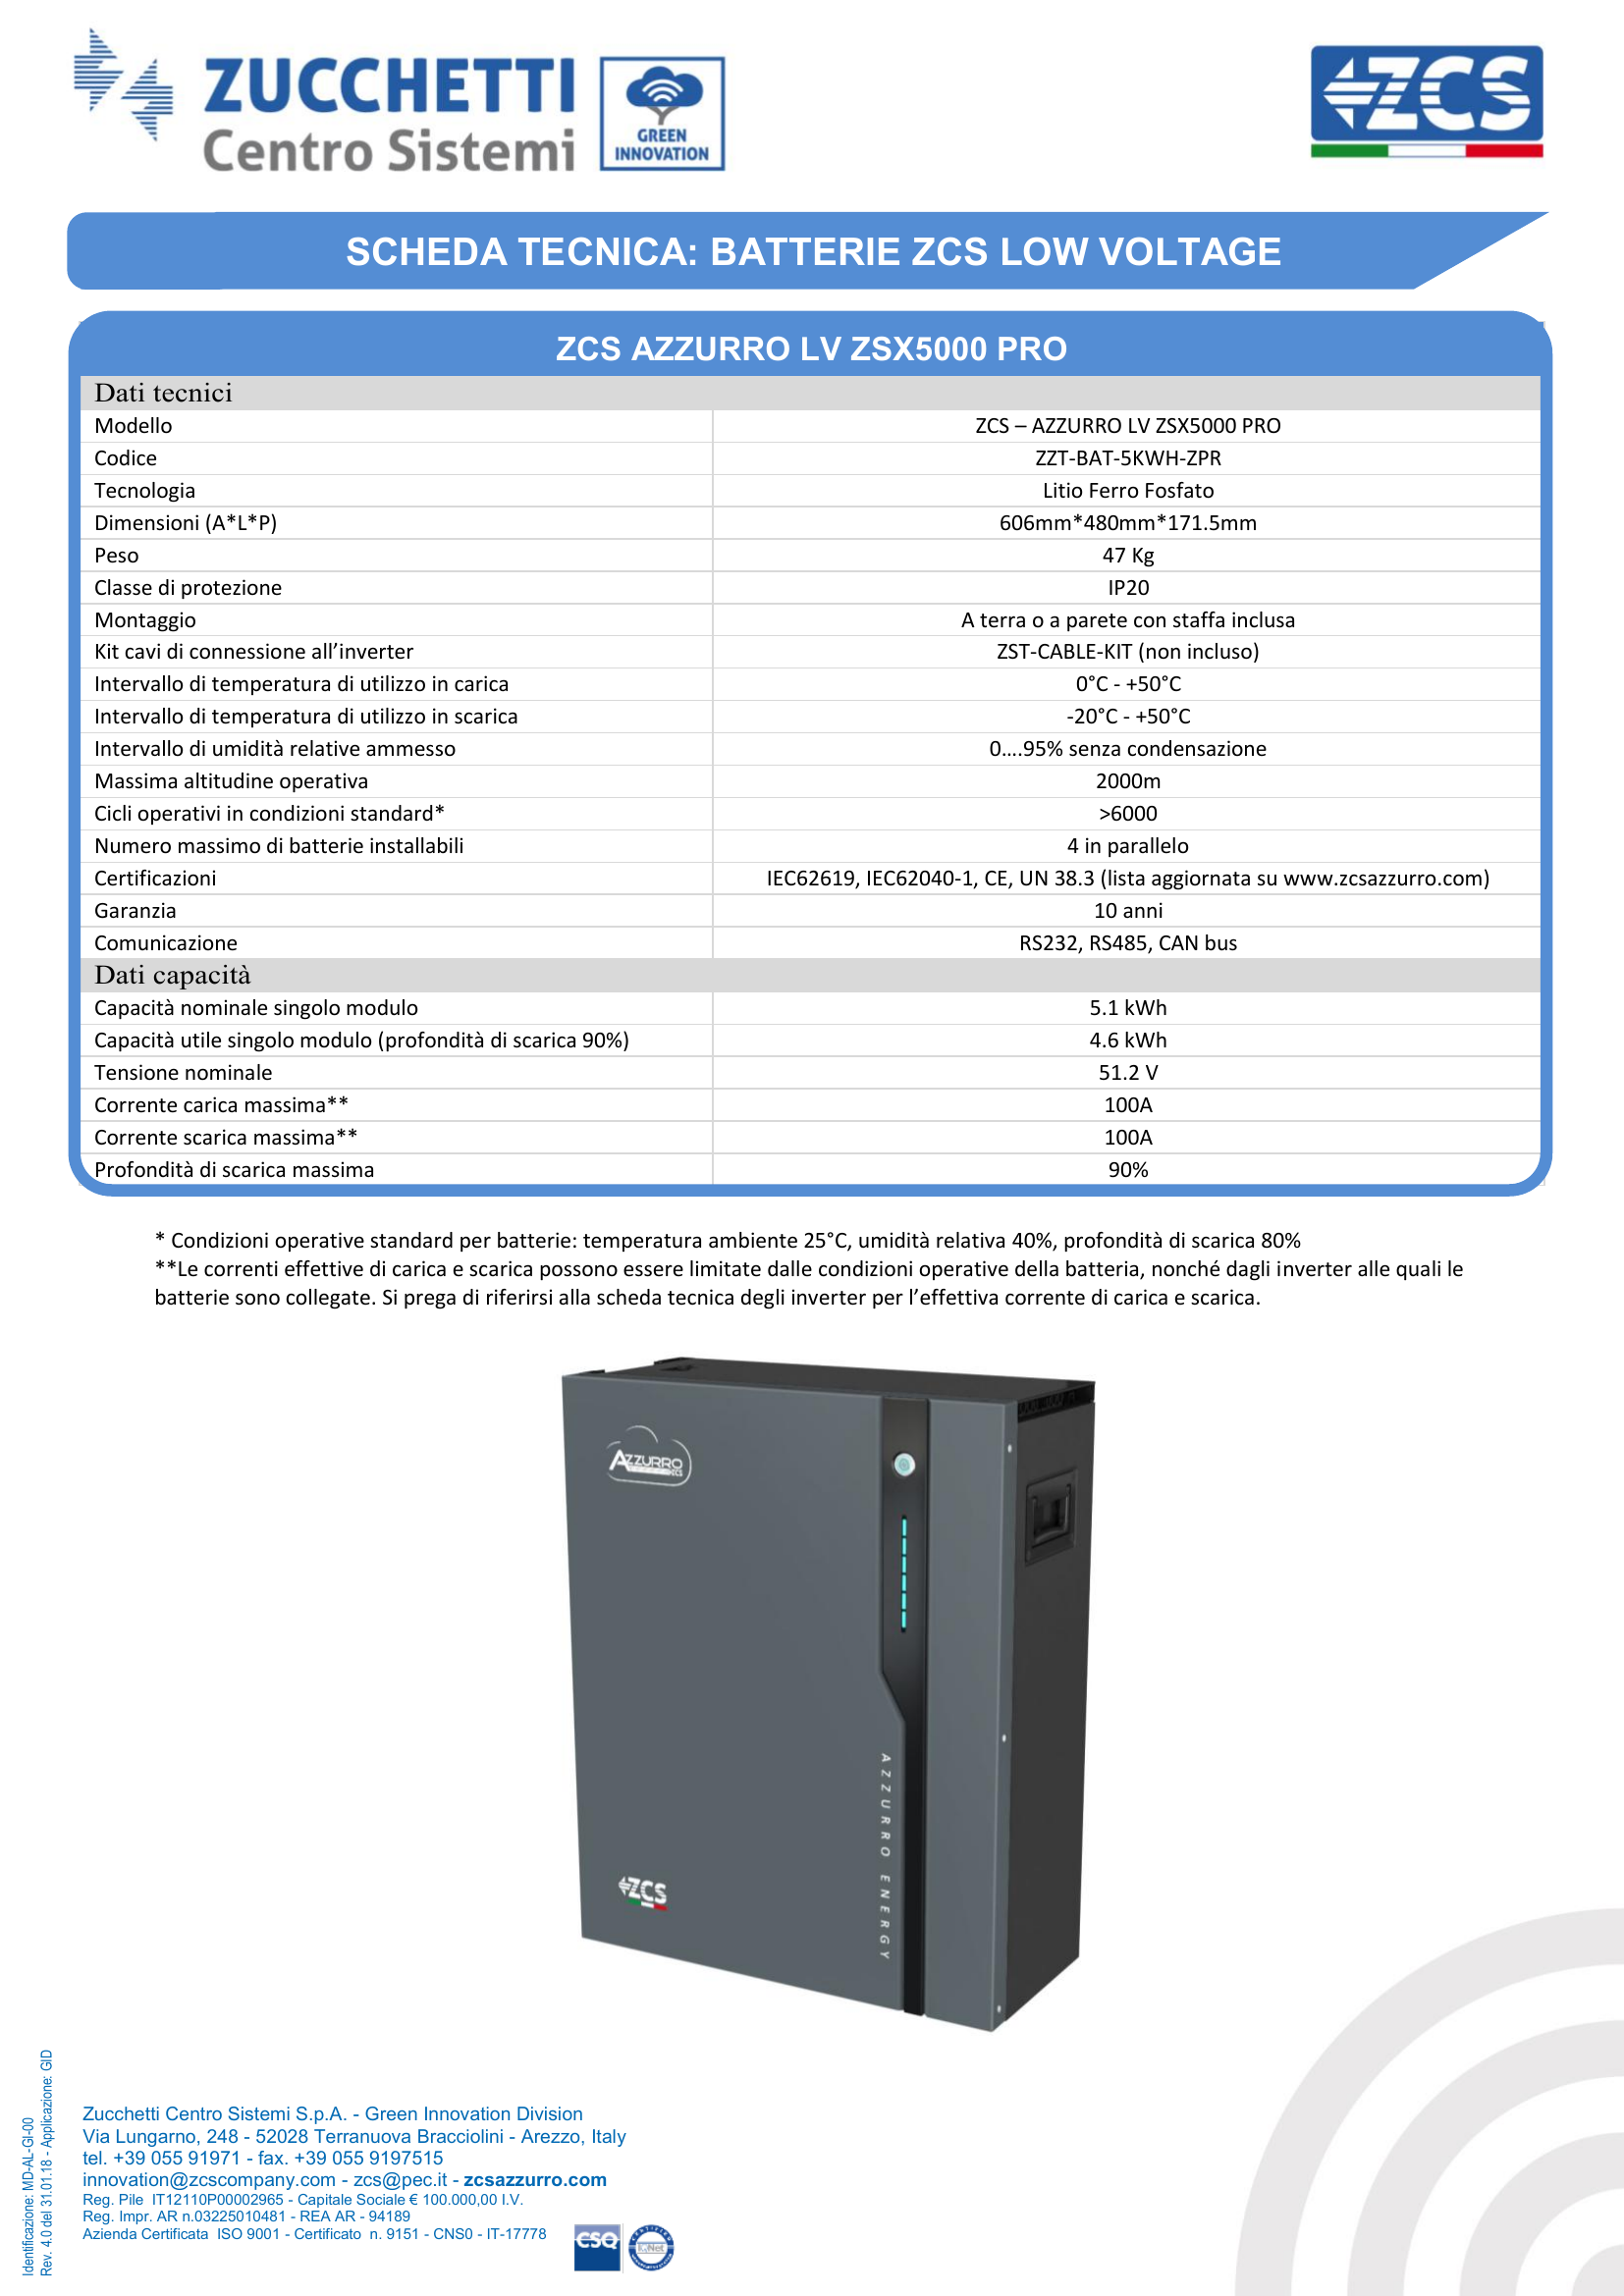 ZUCCHETTI
Centro Sistemi
GREEN
INNOVATION
ZCS
SCHEDA TECNICA: BATTERIE ZCS LOW VOLTAGE
ZCS AZZURRO LV ZSX5000 PRO
Dati tecnici
Modello ZCS – AZZURRO LV ZSX5000 PRO
Codice ZZT-BAT-5KWH-ZPR
Tecnologia Litio Ferro Fosfato
Dimensioni (A*L*P) 606mm*480mm*171.5mm
Peso 47 Kg
Classe di protezione IP20
Montaggio A terra o a parete con staffa inclusa
Kit cavi di connessione all’inverter ZST-CABLE-KIT (non incluso)
Intervallo di temperatura di utilizzo in carica 0°C - +50°C
Intervallo di temperatura di utilizzo in scarica -20°C - +50°C
Intervallo di umidità relative ammesso 0....95% senza condensazione
Massima altitudine operativa 2000m
Cicli operativi in condizioni standard* >6000
Numero massimo di batterie installabili 4 in parallelo
Certificazioni IEC62619, IEC62040-1, CE, UN 38.3 (lista aggiornata su www.zcsazzurro.com)
Garanzia 10 anni
Comunicazione RS232, RS485, CAN bus
Dati capacità
Capacità nominale singolo modulo 5.1 kWh
Capacità utile singolo modulo (profondità di scarica 90%) 4.6 kWh
Tensione nominale 51.2 V
Corrente carica massima** 100A
Corrente scarica massima** 100A
Profondità di scarica massima 90%
* Condizioni operative standard per batterie: temperatura ambiente 25°C, umidità relativa 40%, profondità di scarica 80%
**Le correnti effettive di carica e scarica possono essere limitate dalle condizioni operative della batteria, nonché dagli inverter alle quali le
batterie sono collegate. Si prega di riferirsi alla scheda tecnica degli inverter per l’effettiva corrente di carica e scarica.
AZZURRO
ZCS
AZZURRO ENERGY
ZCS
Identificazione: MD-AL-GI-00
Rev. 4.0 del 31.01.18 - Applicazione: GID
Zucchetti Centro Sistemi S.p.A. - Green Innovation Division
Via Lungarno, 248 - 52028 Terranuova Bracciolini - Arezzo, Italy
tel. +39 055 91971 - fax. +39 055 9197515
innovation@zcscompany.com - zcs@pec.it - zcsazzurro.com
Reg. Pile IT12110P00002965 - Capitale Sociale € 100.000,00 I.V.
Reg. Impr. AR n.03225010481 - REA AR - 94189
Azienda Certificata ISO 9001 - Certificato n. 9151 - CNS0 - IT-17778
CSQ
IQNet